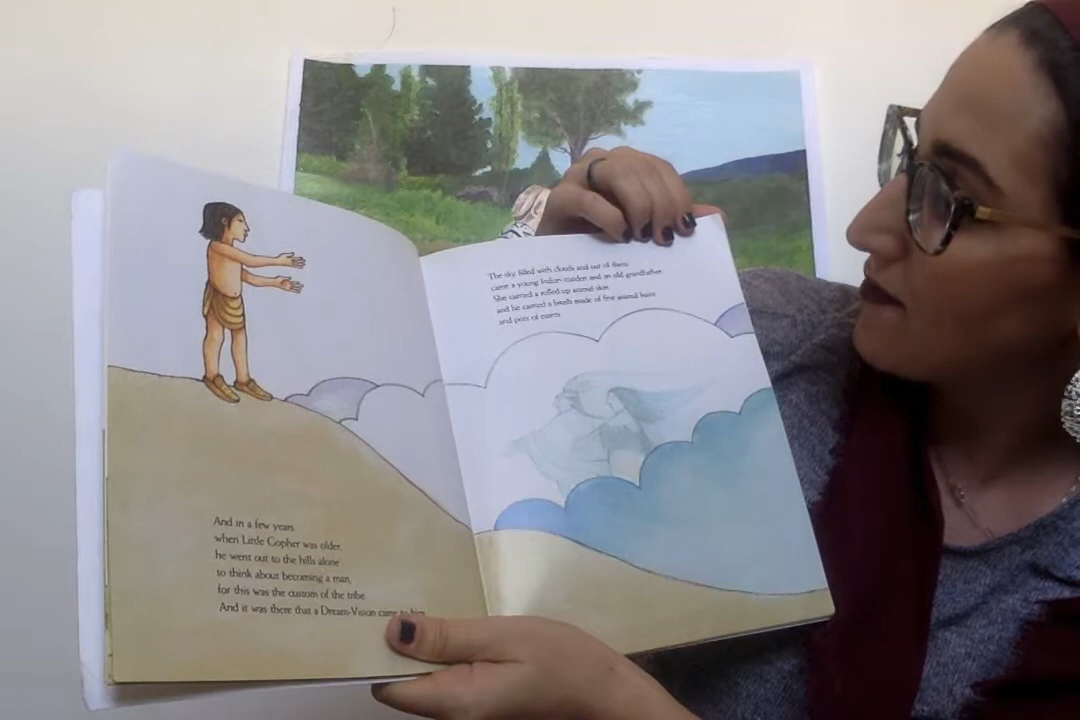 And in a few years
when Little Gopher was older,
he went out to the hills alone
to think about becoming a man,
for this was the custom of the tribe.
And it was there that a Dream-Vision came to him.
The sky filled with clouds and out of them
came a young Indian maiden and an old grandfather.
She carried a rolled-up animal skin
and he carried a brush made of fine animal hairs
and pots of paints.